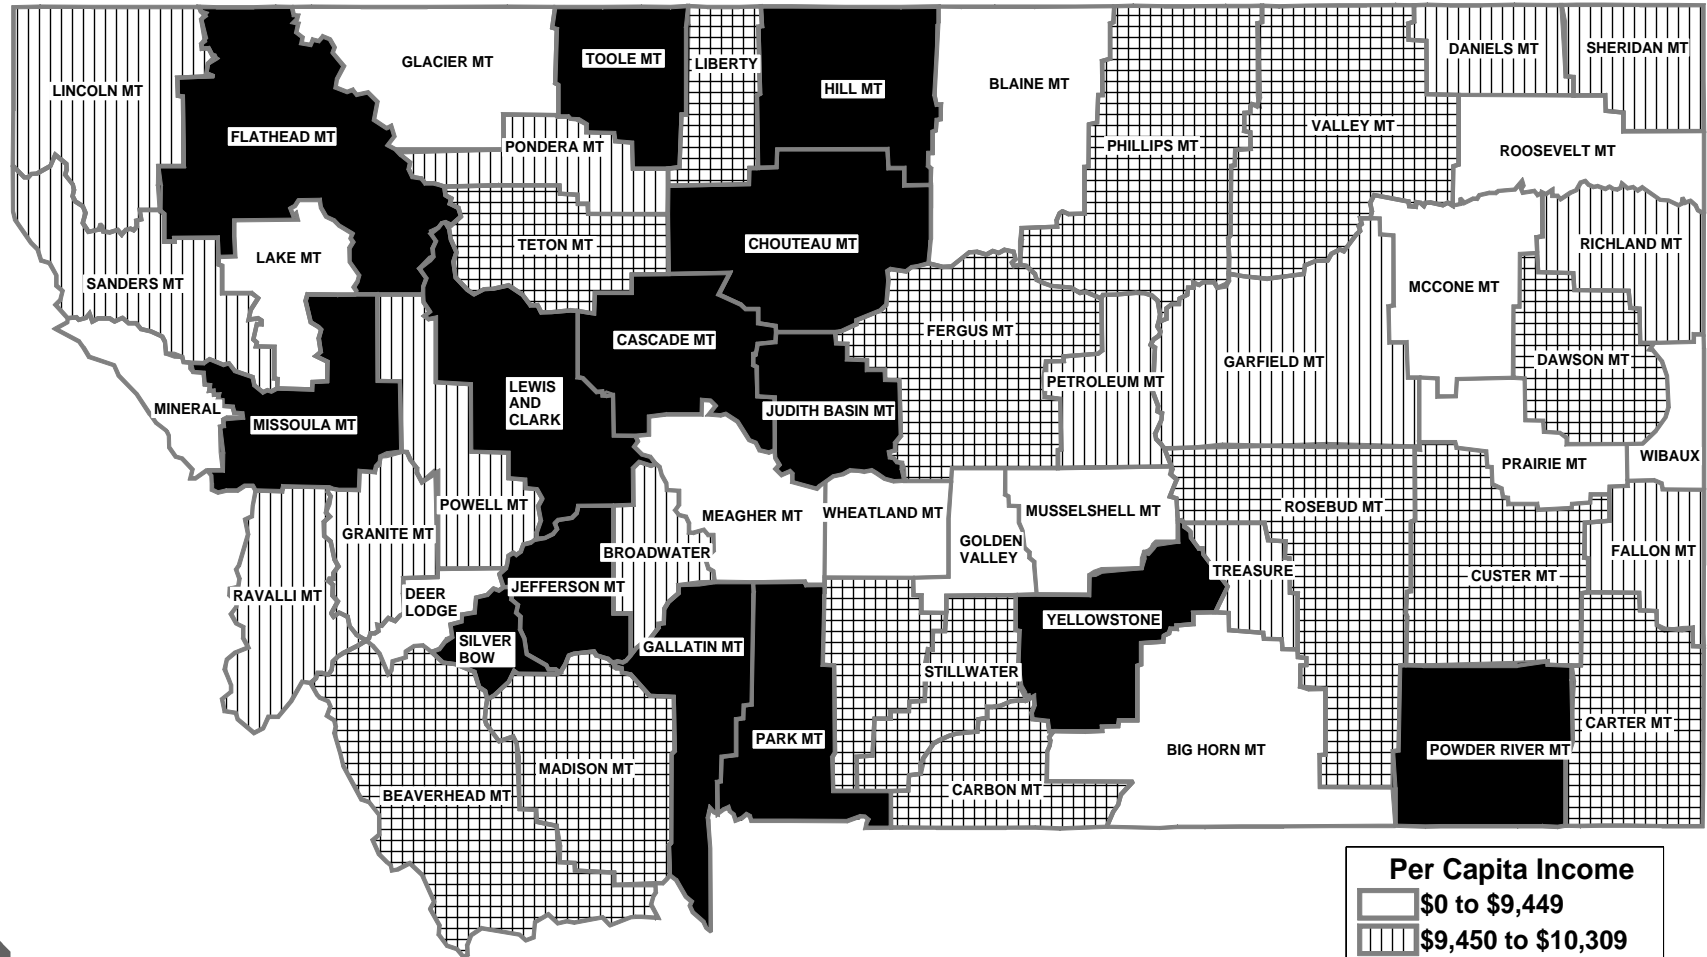 GLACIER MT
TOOLE MT
LIBERTY
HILL MT
BLAINE MT
DANIELS MT
SHERIDAN MT
LINCOLN MT
FLATHEAD MT
PONDERA MT
PHILLIPS MT
VALLEY MT
ROOSEVELT MT
LAKE MT
TETON MT
CHOUTEAU MT
RICHLAND MT
SANDERS MT
MCCONE MT
CASCADE MT
FERGUS MT
GARFIELD MT
DAWSON MT
MINERAL
MISSOULA MT
LEWIS
AND
CLARK
JUDITH BASIN MT
PETROLEUM MT
PRAIRIE MT
WIBAUX
POWELL MT
GRANITE MT
MEAGHER MT
WHEATLAND MT
GOLDEN
VALLEY
MUSSELSHELL MT
ROSEBUD MT
BROADWATER
FALLON MT
RAVALLI MT
DEER
LODGE
JEFFERSON MT
TREASURE
CUSTER MT
SILVER
BOW
GALLATIN MT
YELLOWSTONE
STILLWATER
PARK MT
BIG HORN MT
POWDER RIVER MT
CARTER MT
BEAVERHEAD MT
MADISON MT
CARBON MT
Per Capita Income
$0 to $9,449
$9,450 to $10,309